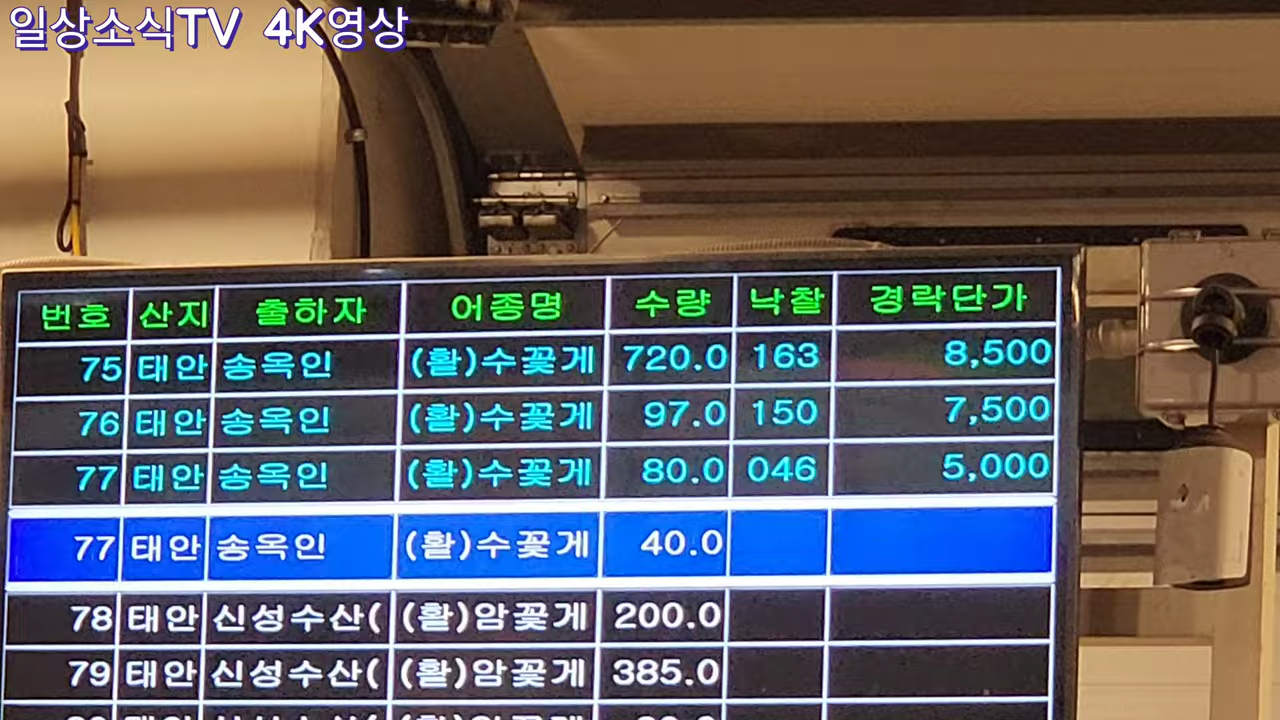 일상소식TV 4K영상
번호 산지 출하자 어종명 수량 낙찰 경락단가
75 태안 송옥인 (활)수꽃게 720.0 163 8,500
76 태안 송옥인 (활)수꽃게 97.0 150 7,500
77 태안 송옥인 (활)수꽃게 80.0 046 5,000
77 태안 송옥인 (활)수꽃게 40.0
78 태안 신성수산( (활)암꽃게 200.0
79 태안 신성수산( (활)암꽃게 385.0